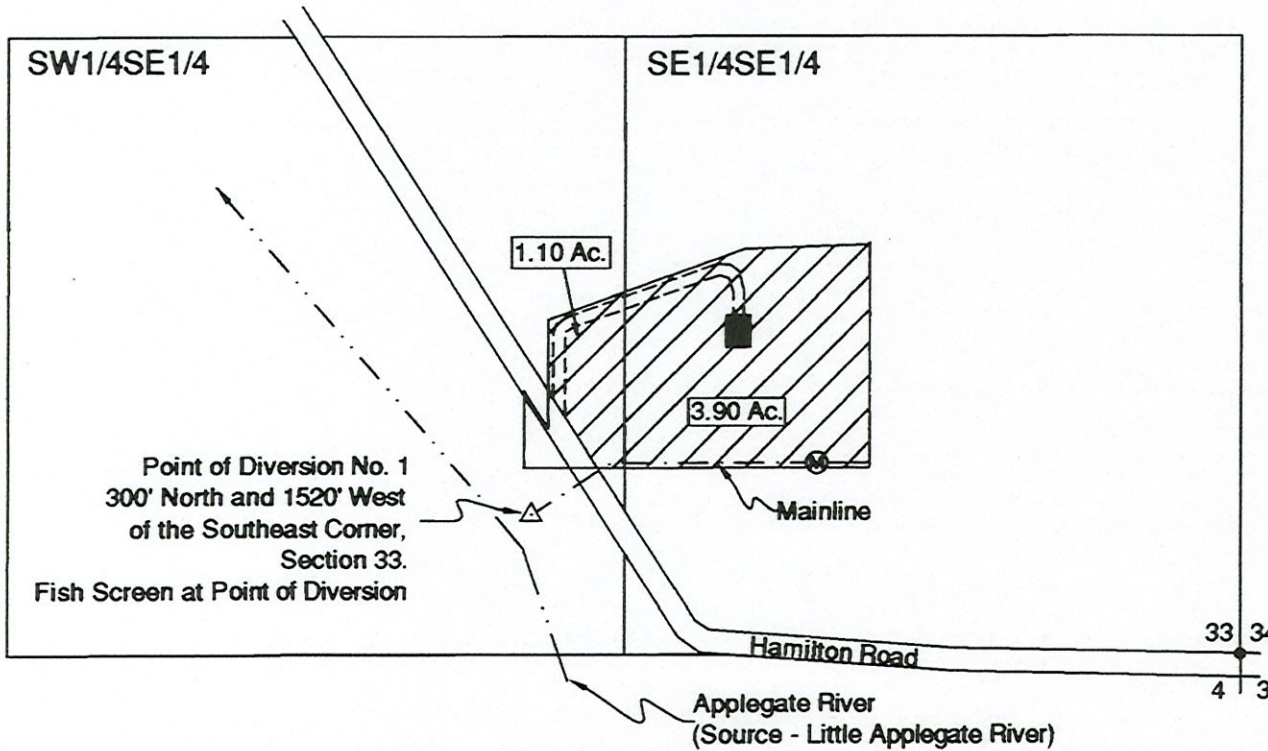 SW1/4SE1/4
SE1/4SE1/4
1.10 Ac.
3.90 Ac.
Point of Diversion No. 1
300' North and 1520' West
of the Southeast Corner,
Section 33.
Fish Screen at Point of Diversion
M
Mainline
Hamilton Road
33 34
4 3
Applegate River
(Source - Little Applegate River)